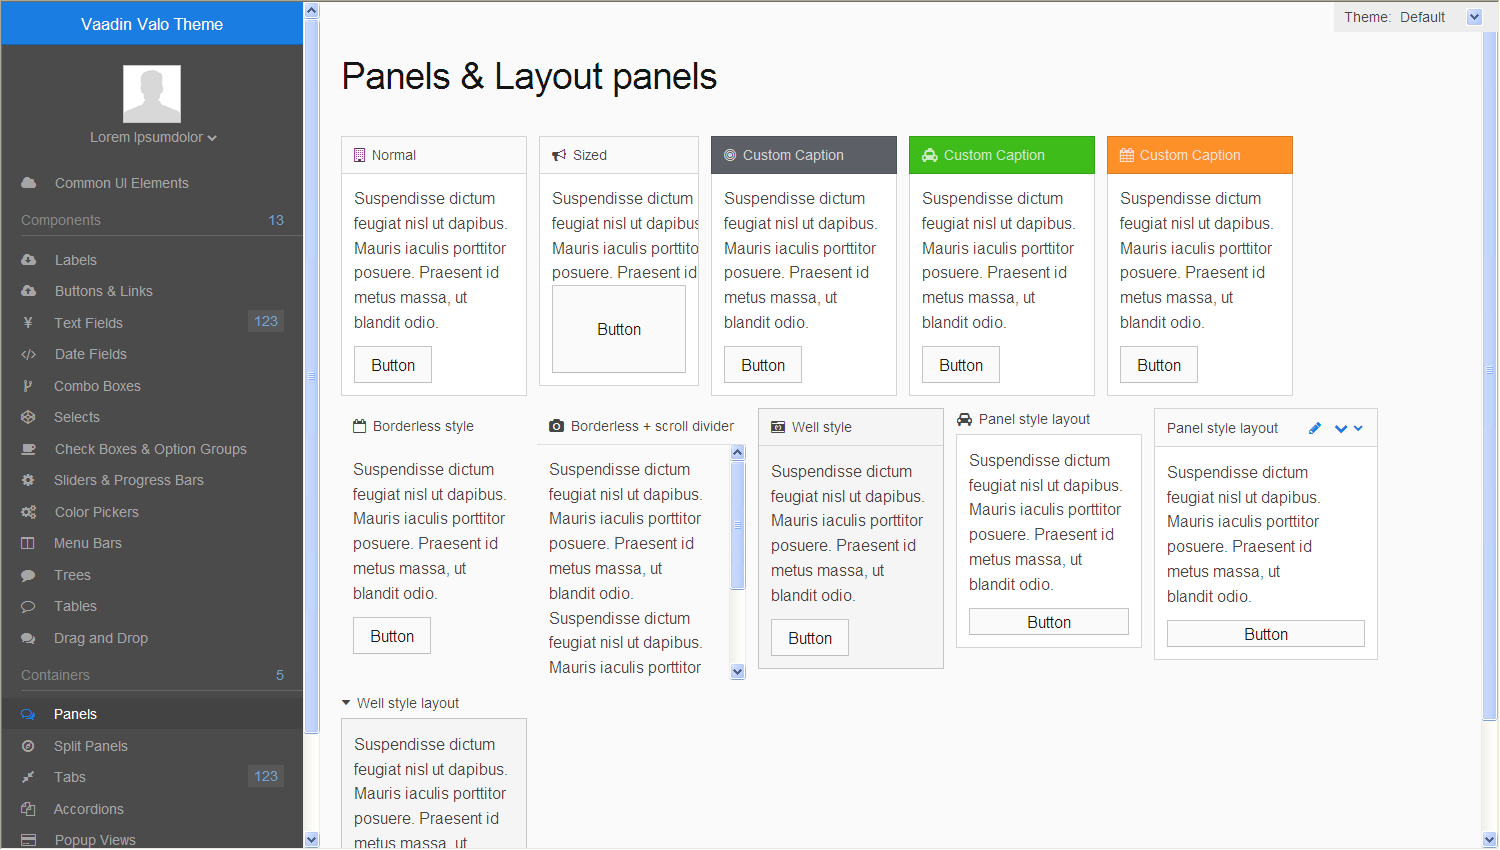 Vaadin Valo Theme
Lorem Ipsumdolor
Common UI Elements
Components 13
Labels
Buttons & Links
Text Fields 123
Date Fields
Combo Boxes
Selects
Check Boxes & Option Groups
Sliders & Progress Bars
Color Pickers
Menu Bars
Trees
Tables
Drag and Drop
Containers 5
Panels
Split Panels
Tabs 123
Accordions
Popup Views
Theme: Default
Panels & Layout panels
Normal
Suspendisse dictum
feugiat nisl ut dapibus.
Mauris iaculis porttitor
posuere. Praesent id
metus massa, ut
blandit odio.
Button
Sized
Suspendisse dictum
feugiat nisl ut dapibus
Mauris iaculis porttito
posuere. Praesent id
Button
Custom Caption
Suspendisse dictum
feugiat nisl ut dapibus.
Mauris iaculis porttitor
posuere. Praesent id
metus massa, ut
blandit odio.
Button
Custom Caption
Suspendisse dictum
feugiat nisl ut dapibus.
Mauris iaculis porttitor
posuere. Praesent id
metus massa, ut
blandit odio.
Button
Custom Caption
Suspendisse dictum
feugiat nisl ut dapibus.
Mauris iaculis porttitor
posuere. Praesent id
metus massa, ut
blandit odio.
Button
Borderless style
Suspendisse dictum
feugiat nisl ut dapibus.
Mauris iaculis porttitor
posuere. Praesent id
metus massa, ut
blandit odio.
Button
Borderless + scroll divider
Suspendisse dictum
feugiat nisl ut dapibus.
Mauris iaculis porttitor
posuere. Praesent id
metus massa, ut
blandit odio.
Suspendisse dictum
feugiat nisl ut dapibus.
Mauris iaculis porttitor
Well style
Suspendisse dictum
feugiat nisl ut dapibus.
Mauris iaculis porttitor
posuere. Praesent id
metus massa, ut
blandit odio.
Button
Panel style layout
Suspendisse dictum
feugiat nisl ut dapibus.
Mauris iaculis porttitor
posuere. Praesent id
metus massa, ut
blandit odio.
Button
Panel style layout
Suspendisse dictum
feugiat nisl ut dapibus.
Mauris iaculis porttitor
posuere. Praesent id
metus massa, ut
blandit odio.
Button
Well style layout
Suspendisse dictum
feugiat nisl ut dapibus.
Mauris iaculis porttitor
posuere. Praesent id
metus massa, ut